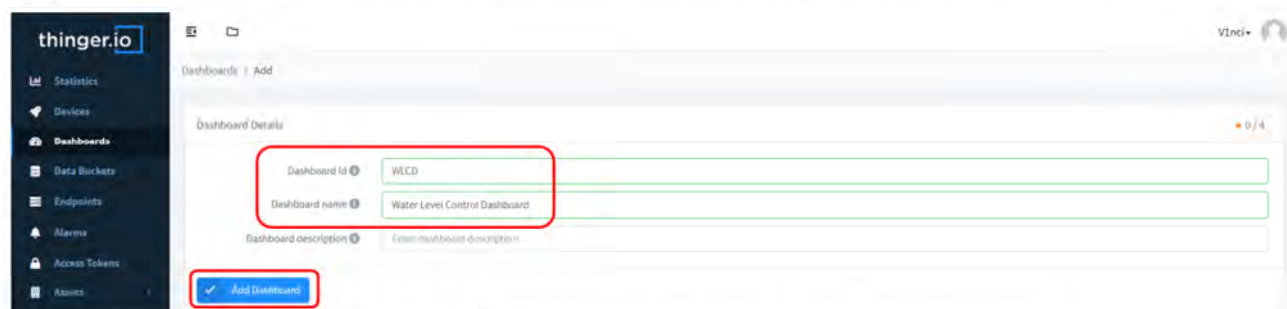 thinger.io
V1nci
Statistics
Dashboards | Add
Devices
Dashboard Details
0/4
Dashboards
Data Buckets
Dashboard Id
WLCD
Endpoints
Dashboard name
Water Level Control Dashboard
Alarms
Dashboard description
Enter dashboard description
Access Tokens
Assets
Add Dashboard